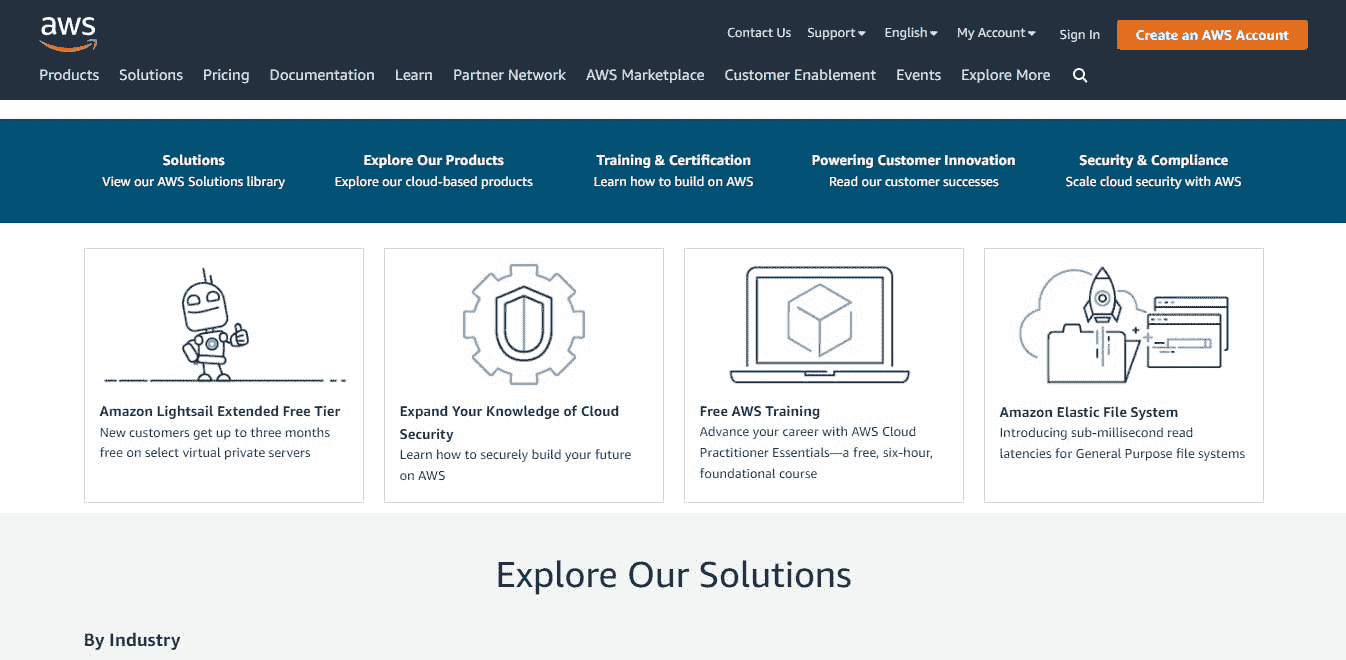 aws
Contact Us Support English My Account Sign In Create an AWS Account
Products Solutions Pricing Documentation Learn Partner Network AWS Marketplace Customer Enablement Events Explore More
Solutions
View our AWS Solutions library
Explore Our Products
Explore our cloud-based products
Training & Certification
Learn how to build on AWS
Powering Customer Innovation
Read our customer successes
Security & Compliance
Scale cloud security with AWS
Amazon Lightsail Extended Free Tier
New customers get up to three months
free on select virtual private servers
Expand Your Knowledge of Cloud
Security
Learn how to securely build your future
on AWS
Free AWS Training
Advance your career with AWS Cloud
Practitioner Essentials—a free, six-hour,
foundational course
Amazon Elastic File System
Introducing sub-millisecond read
latencies for General Purpose file systems
Explore Our Solutions
By Industry